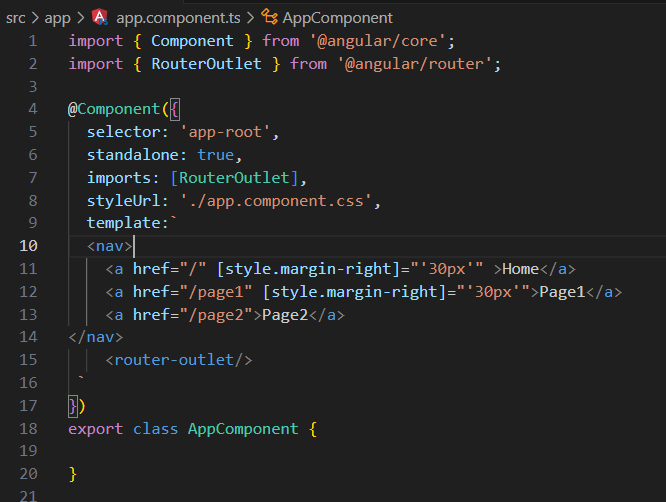 src > app > app.component.ts > AppComponent
1 import { Component } from '@angular/core';
2 import { RouterOutlet } from '@angular/router';
3
4 @Component({
5   selector: 'app-root',
6   standalone: true,
7   imports: [RouterOutlet],
8   styleUrl: './app.component.css',
9   template:`
10   <nav>
11     <a href="/" [style.margin-right]="'30px'" >Home</a>
12     <a href="/page1" [style.margin-right]="'30px'">Page1</a>
13     <a href="/page2">Page2</a>
14 </nav>
15     <router-outlet/>
16  `
17 })
18 export class AppComponent {
19
20 }
21